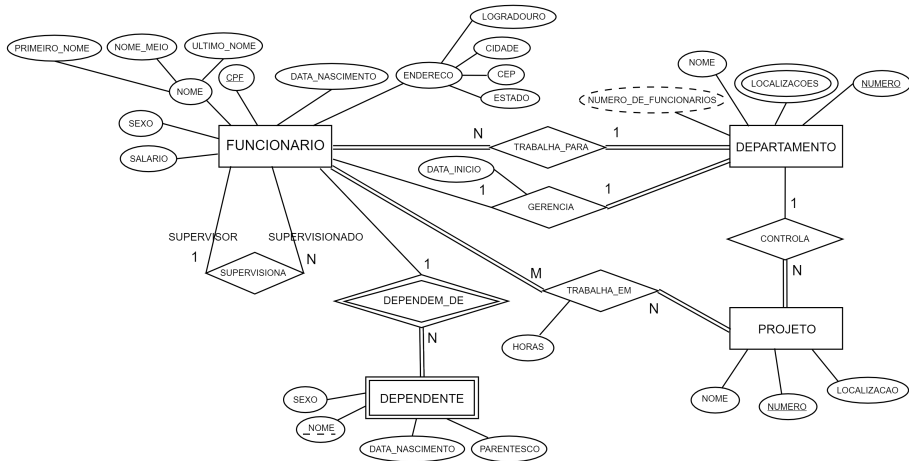 LOGRADOURO
PRIMEIRO_NOME
NOME_MEIO
ULTIMO_NOME
CIDADE
NOME
CPF
DATA_NASCIMENTO
ENDERECO
CEP
ESTADO
NOME
LOCALIZACOES
NUMERO
NUMERO_DE_FUNCIONARIOS
SEXO
SALARIO
FUNCIONARIO
N
TRABALHA_PARA
1
DEPARTAMENTO
DATA_INICIO
1
GERENCIA
1
1
CONTROLA
N
SUPERVISOR
SUPERVISIONADO
1
SUPERVISIONA
N
1
DEPENDEM_DE
N
M
TRABALHA_EM
N
HORAS
PROJETO
NOME
NUMERO
LOCALIZACAO
SEXO
NOME
DEPENDENTE
DATA_NASCIMENTO
PARENTESCO